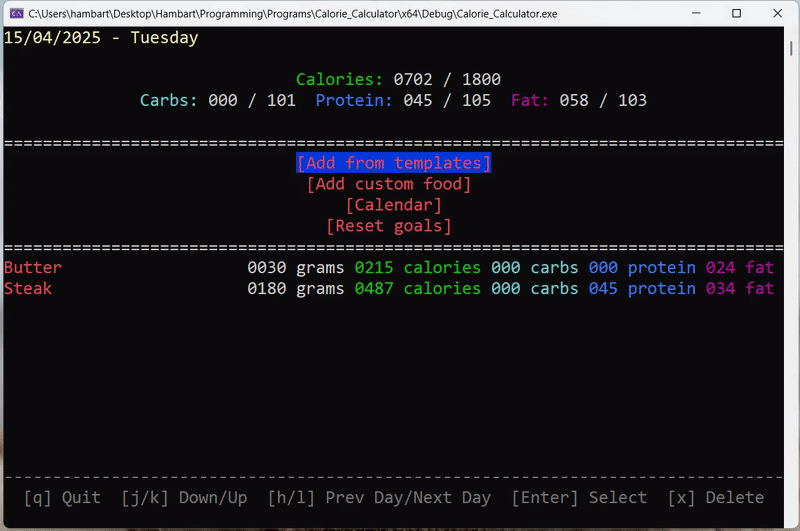 C:\Users\hambart\Desktop\Hambart\Programming\Programs\Calorie_Calculator\x64\Debug\Calorie_Calculator.exe
15/04/2025 - Tuesday
Calories: 0702 / 1800
Carbs: 000 / 101 Protein: 045 / 105 Fat: 058 / 103
================================================================================
[Add from templates]
[Add custom food]
[Calendar]
[Reset goals]
================================================================================
Butter 0030 grams 0215 calories 000 carbs 000 protein 024 fat
Steak 0180 grams 0487 calories 000 carbs 045 protein 034 fat
--------------------------------------------------------------------------------
[q] Quit [j/k] Down/Up [h/l] Prev Day/Next Day [Enter] Select [x] Delete